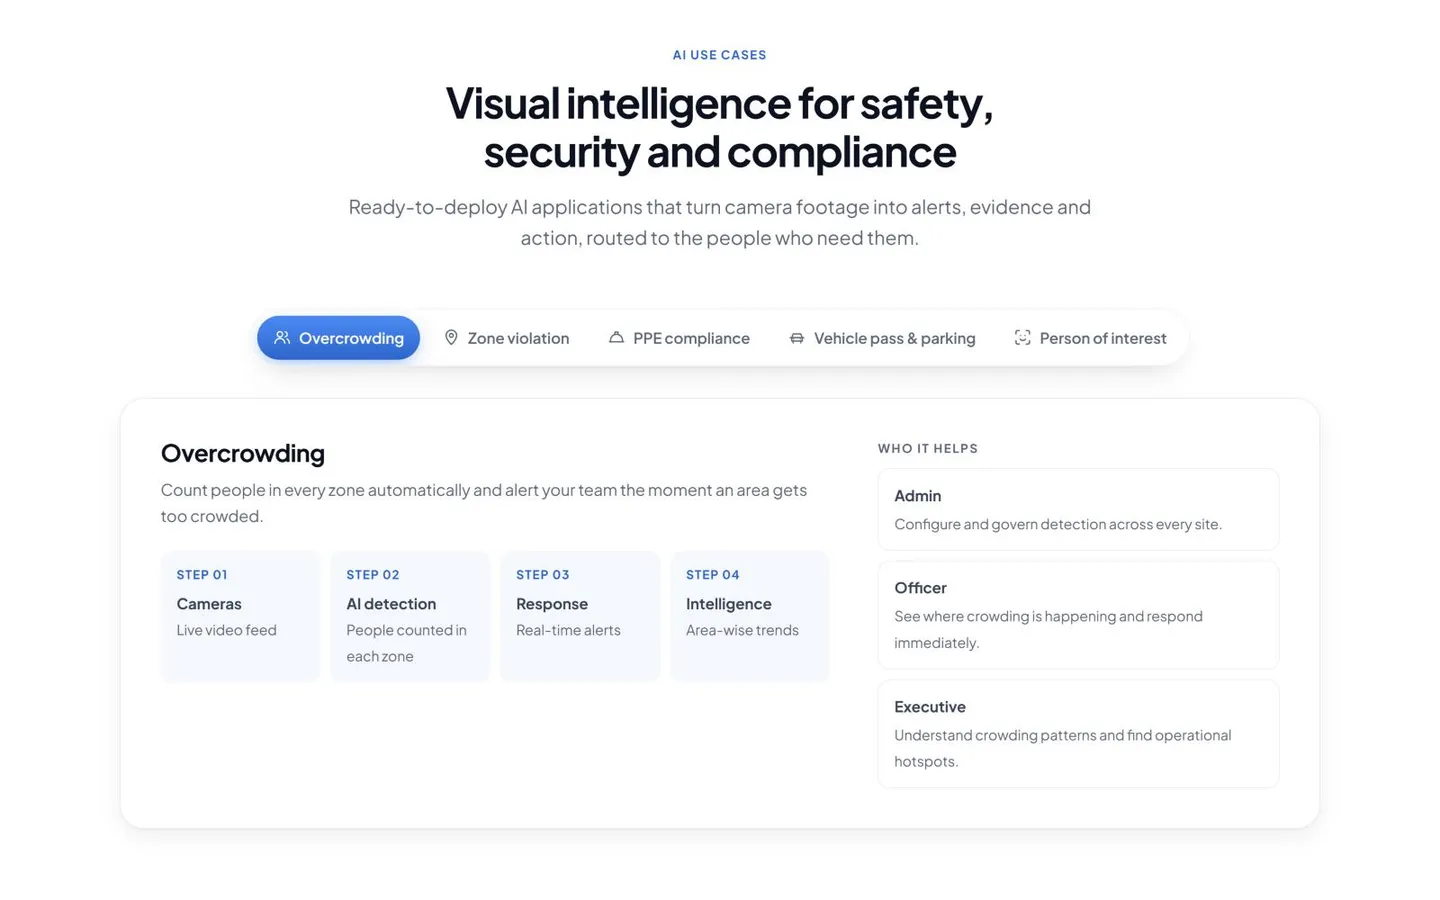 AI USE CASES
Visual intelligence for safety,
security and compliance
Ready-to-deploy AI applications that turn camera footage into alerts, evidence and
action, routed to the people who need them.
Overcrowding
Zone violation
PPE compliance
Vehicle pass & parking
Person of interest
Overcrowding
Count people in every zone automatically and alert your team the moment an area gets
too crowded.
STEP 01
Cameras
Live video feed
STEP 02
AI detection
People counted in
each zone
STEP 03
Response
Real-time alerts
STEP 04
Intelligence
Area-wise trends
WHO IT HELPS
Admin
Configure and govern detection across every site.
Officer
See where crowding is happening and respond
immediately.
Executive
Understand crowding patterns and find operational
hotspots.